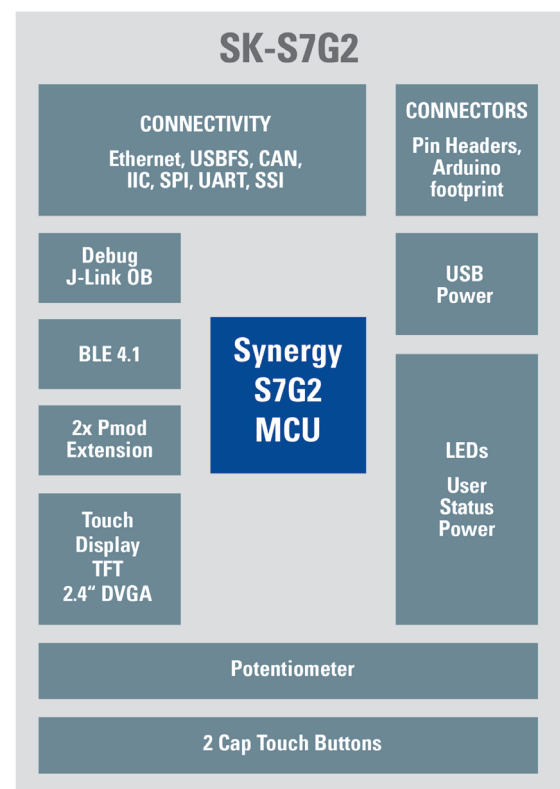 SK-S7G2
CONNECTIVITY
Ethernet, USBFS, CAN,
IIC, SPI, UART, SSI
CONNECTORS
Pin Headers,
Arduino
footprint
Debug
J-Link OB
USB
Power
BLE 4.1
Synergy
S7G2
MCU
2x Pmod
Extension
LEDs
User
Status
Power
Touch
Display
TFT
2.4“ DVGA
Potentiometer
2 Cap Touch Buttons